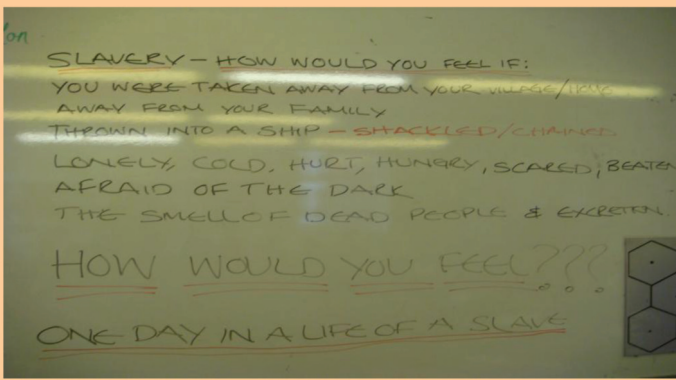 on
SLAVERY – HOW WOULD YOU FEEL IF:
YOU WERE TAKEN AWAY FROM YOUR VILLAGE/HOME
AWAY FROM YOUR FAMILY
THROWN INTO A SHIP – SHACKLED/CHAINED
LONELY, COLD, HURT, HUNGRY, SCARED, BEATEN
AFRAID OF THE DARK
THE SMELL OF DEAD PEOPLE & EXCRETEN.
HOW WOULD YOU FEEL???
ONE DAY IN A LIFE OF A SLAVE